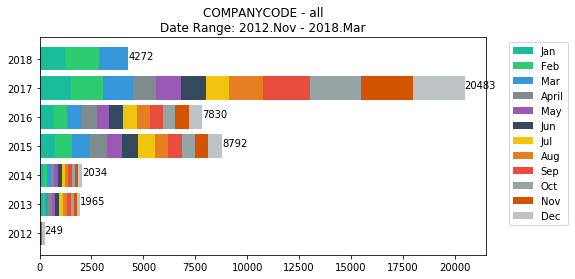 COMPANYCODE - all
Date Range: 2012.Nov - 2018.Mar
2018
4272
2017
20483
2016
7830
2015
8792
2014
2034
2013
1965
2012
249
0
2500
5000
7500
10000
12500
15000
17500
20000
Jan
Feb
Mar
April
May
Jun
Jul
Aug
Sep
Oct
Nov
Dec